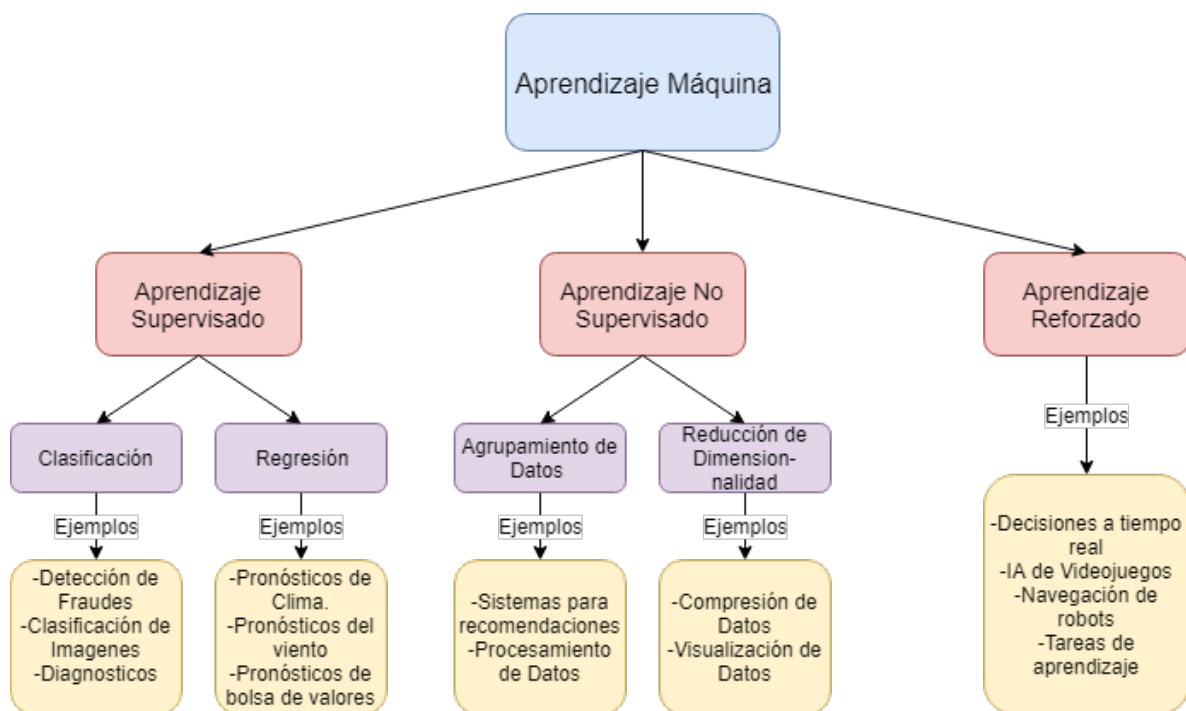 Aprendizaje Máquina
Aprendizaje
Supervisado
Aprendizaje No
Supervisado
Aprendizaje
Reforzado
Clasificación
Regresión
Agrupamiento de
Datos
Reducción de
Dimension-
nalidad
Ejemplos
Ejemplos
Ejemplos
Ejemplos
Ejemplos
-Detección de
Fraudes
-Clasificación de
Imagenes
-Diagnosticos
-Pronósticos de
Clima.
-Pronósticos del
viento
-Pronósticos de
bolsa de valores
-Sistemas para
recomendaciones
-Procesamiento
de Datos
-Compresión de
Datos
-Visualización de
Datos
-Decisiones a tiempo
real
-IA de Videojuegos
-Navegación de
robots
-Tareas de
aprendizaje